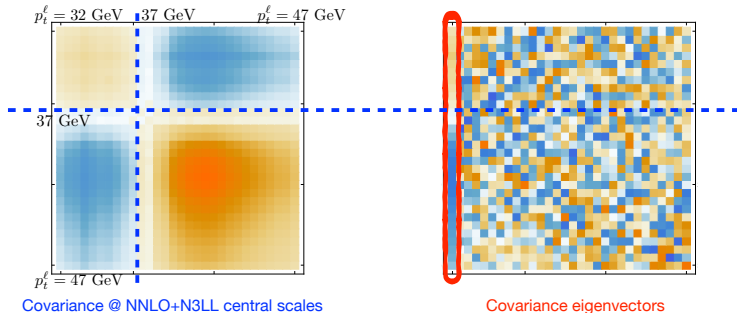 $p_t^\ell = 32$ GeV 37 GeV $p_t^\ell = 47$ GeV
37 GeV
$p_t^\ell = 47$ GeV
Covariance @ NNLO+N3LL central scales
Covariance eigenvectors